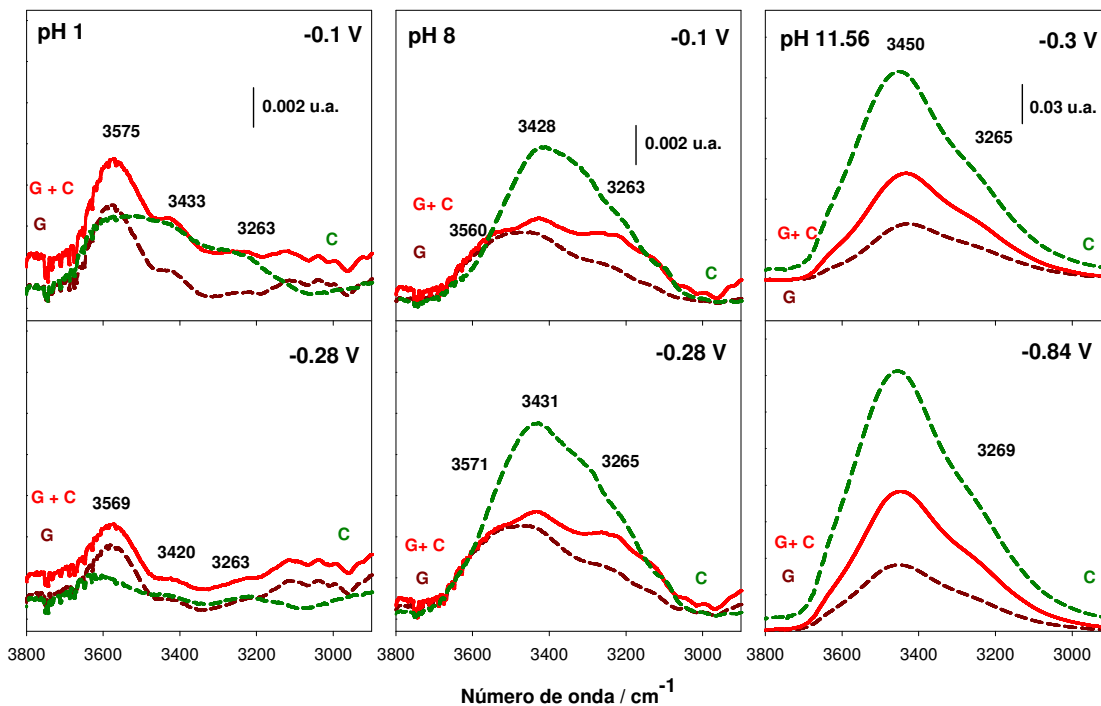 pH 1
-0.1 V
0.002 u.a.
3575
3433
3263
G + C
G
C
pH 8
-0.1 V
0.002 u.a.
3428
3263
3560
G+ C
G
C
pH 11.56
3450
-0.3 V
0.03 u.a.
3265
G+ C
G
C
-0.28 V
3569
3420
3263
G + C
G
C
-0.28 V
3431
3571
3265
G+ C
G
C
-0.84 V
3269
G+ C
G
C
3800 3600 3400 3200 3000
3800 3600 3400 3200 3000
3800 3600 3400 3200 3000
Número de onda / cm-1